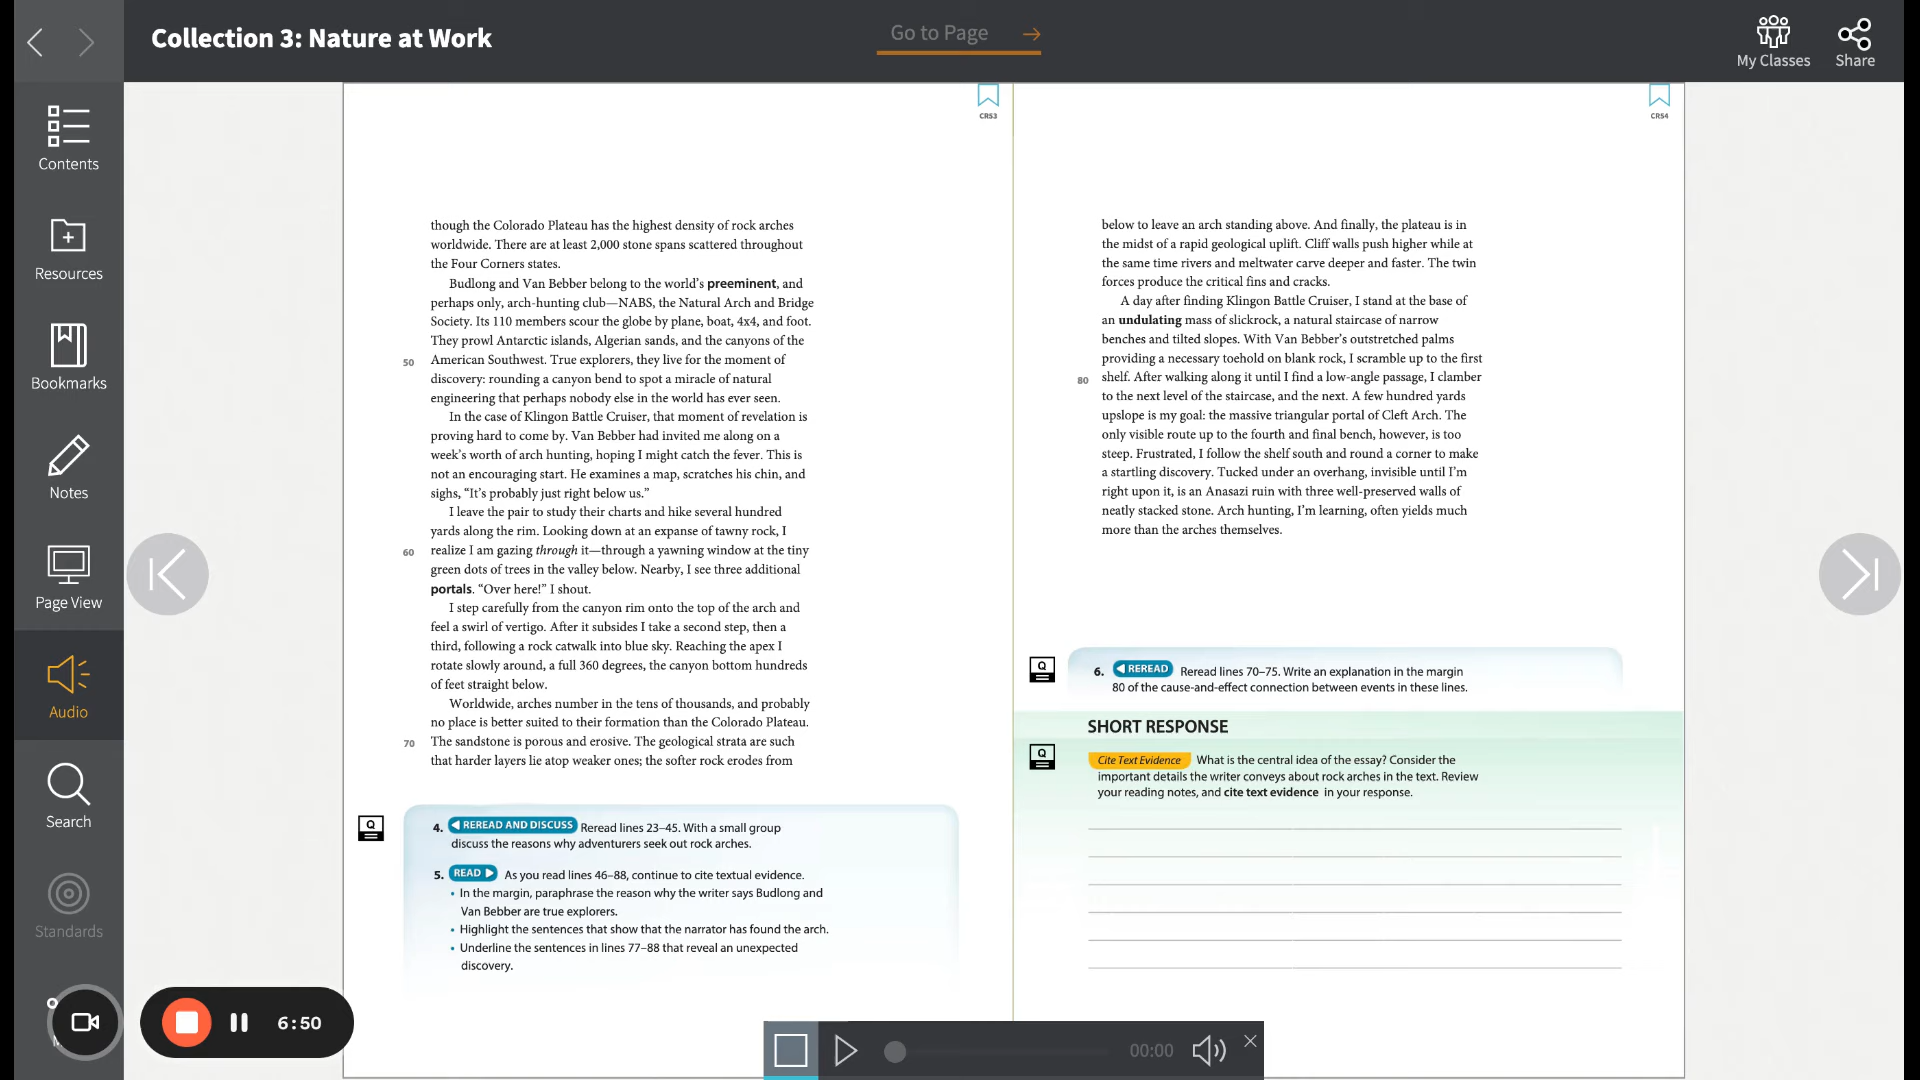 Collection 3: Nature at Work
Go to Page
My Classes
Share
Contents
Resources
Bookmarks
Notes
Page View
Audio
Search
Standards
6:50
CR53
though the Colorado Plateau has the highest density of rock arches
worldwide. There are at least 2,000 stone spans scattered throughout
the Four Corners states.
Budlong and Van Bebber belong to the world's preeminent, and
perhaps only, arch-hunting club—NABS, the Natural Arch and Bridge
Society. Its 110 members scour the globe by plane, boat, 4x4, and foot.
They prowl Antarctic islands, Algerian sands, and the canyons of the
50 American Southwest. True explorers, they live for the moment of
discovery: rounding a canyon bend to spot a miracle of natural
engineering that perhaps nobody else in the world has ever seen.
In the case of Klingon Battle Cruiser, that moment of revelation is
proving hard to come by. Van Bebber had invited me along on a
week's worth of arch hunting, hoping I might catch the fever. This is
not an encouraging start. He examines a map, scratches his chin, and
sighs, “It's probably just right below us.”
I leave the pair to study their charts and hike several hundred
yards along the rim. Looking down at an expanse of tawny rock, I
60 realize I am gazing through it—through a yawning window at the tiny
green dots of trees in the valley below. Nearby, I see three additional
portals. “Over here!” I shout.
I step carefully from the canyon rim onto the top of the arch and
feel a swirl of vertigo. After it subsides I take a second step, then a
third, following a rock catwalk into blue sky. Reaching the apex I
rotate slowly around, a full 360 degrees, the canyon bottom hundreds
of feet straight below.
Worldwide, arches number in the tens of thousands, and probably
no place is better suited to their formation than the Colorado Plateau.
70 The sandstone is porous and erosive. The geological strata are such
that harder layers lie atop weaker ones; the softer rock erodes from
Q
4. REREAD AND DISCUSS Reread lines 23–45. With a small group
discuss the reasons why adventurers seek out rock arches.
5. READ As you read lines 46–88, continue to cite textual evidence.
• In the margin, paraphrase the reason why the writer says Budlong and
Van Bebber are true explorers.
• Highlight the sentences that show that the narrator has found the arch.
• Underline the sentences in lines 77–88 that reveal an unexpected
discovery.
CR54
below to leave an arch standing above. And finally, the plateau is in
the midst of a rapid geological uplift. Cliff walls push higher while at
the same time rivers and meltwater carve deeper and faster. The twin
forces produce the critical fins and cracks.
A day after finding Klingon Battle Cruiser, I stand at the base of
an undulating mass of slickrock, a natural staircase of narrow
benches and tilted slopes. With Van Bebber's outstretched palms
providing a necessary toehold on blank rock, I scramble up to the first
80 shelf. After walking along it until I find a low-angle passage, I clamber
to the next level of the staircase, and the next. A few hundred yards
upslope is my goal: the massive triangular portal of Cleft Arch. The
only visible route up to the fourth and final bench, however, is too
steep. Frustrated, I follow the shelf south and round a corner to make
a startling discovery. Tucked under an overhang, invisible until I'm
right upon it, is an Anasazi ruin with three well-preserved walls of
neatly stacked stone. Arch hunting, I'm learning, often yields much
more than the arches themselves.
Q
6. REREAD Reread lines 70–75. Write an explanation in the margin
80 of the cause-and-effect connection between events in these lines.
SHORT RESPONSE
Q
Cite Text Evidence What is the central idea of the essay? Consider the
important details the writer conveys about rock arches in the text. Review
your reading notes, and cite text evidence in your response.
00:00